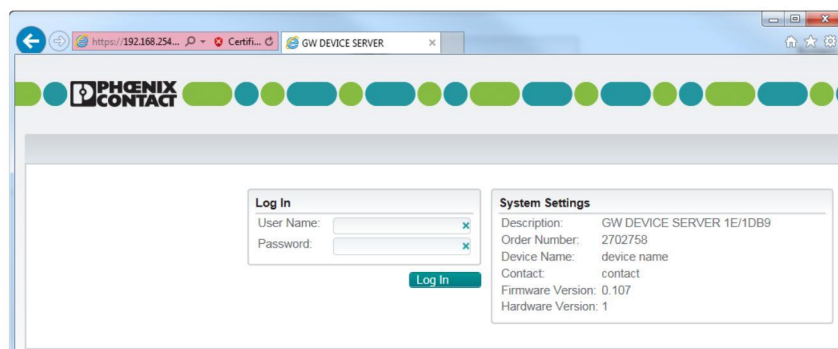 https://192.168.254... Certifi... GW DEVICE SERVER
PHŒNIX
CONTACT
Log In
User Name:
Password:
Log In
System Settings
Description: GW DEVICE SERVER 1E/1DB9
Order Number: 2702758
Device Name: device name
Contact: contact
Firmware Version: 0.107
Hardware Version: 1